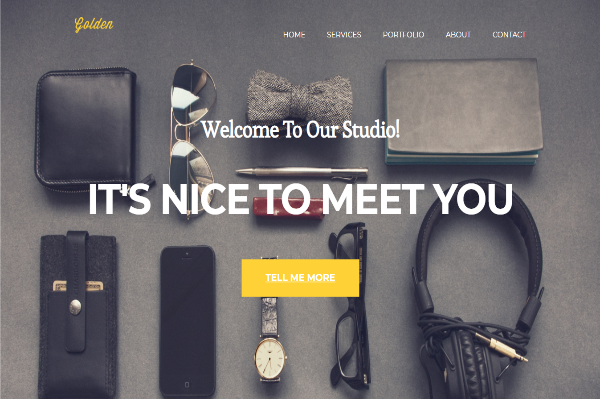 Golden
HOME SERVICES PORTFOLIO ABOUT CONTACT
Welcome To Our Studio!
IT'S NICE TO MEET YOU
TELL ME MORE